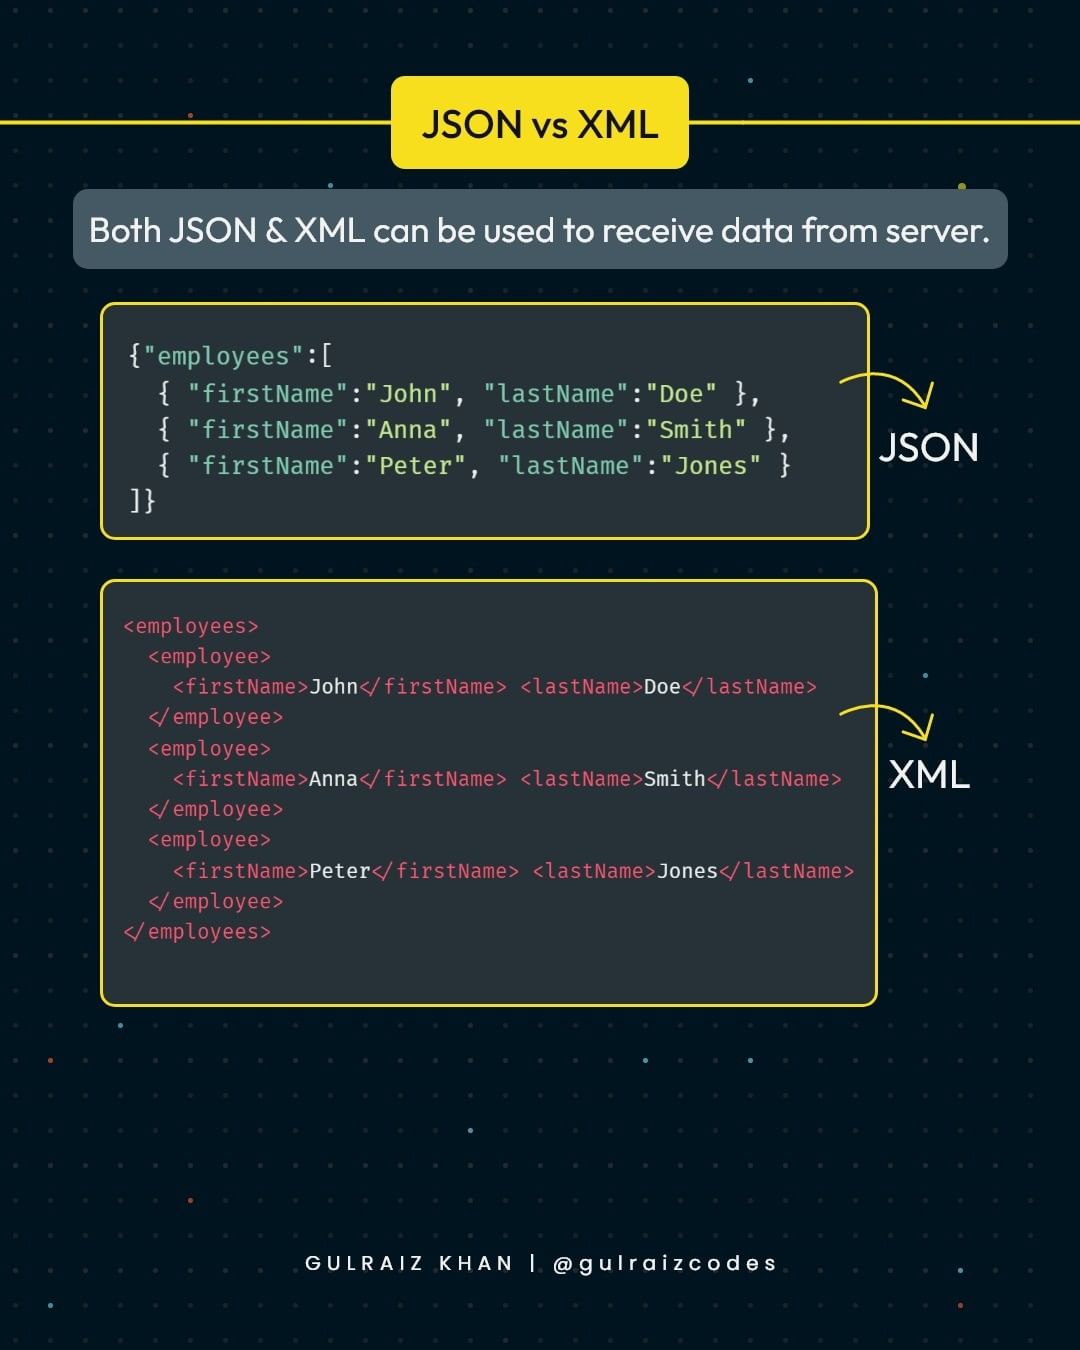 JSON vs XML
Both JSON & XML can be used to receive data from server.
{"employees":[
  { "firstName":"John", "lastName":"Doe" },
  { "firstName":"Anna", "lastName":"Smith" },
  { "firstName":"Peter", "lastName":"Jones" }
]}
JSON
<employees>
  <employee>
    <firstName>John</firstName> <lastName>Doe</lastName>
  </employee>
  <employee>
    <firstName>Anna</firstName> <lastName>Smith</lastName>
  </employee>
  <employee>
    <firstName>Peter</firstName> <lastName>Jones</lastName>
  </employee>
</employees>
XML
GULRAIZ KHAN | @gulraizcodes